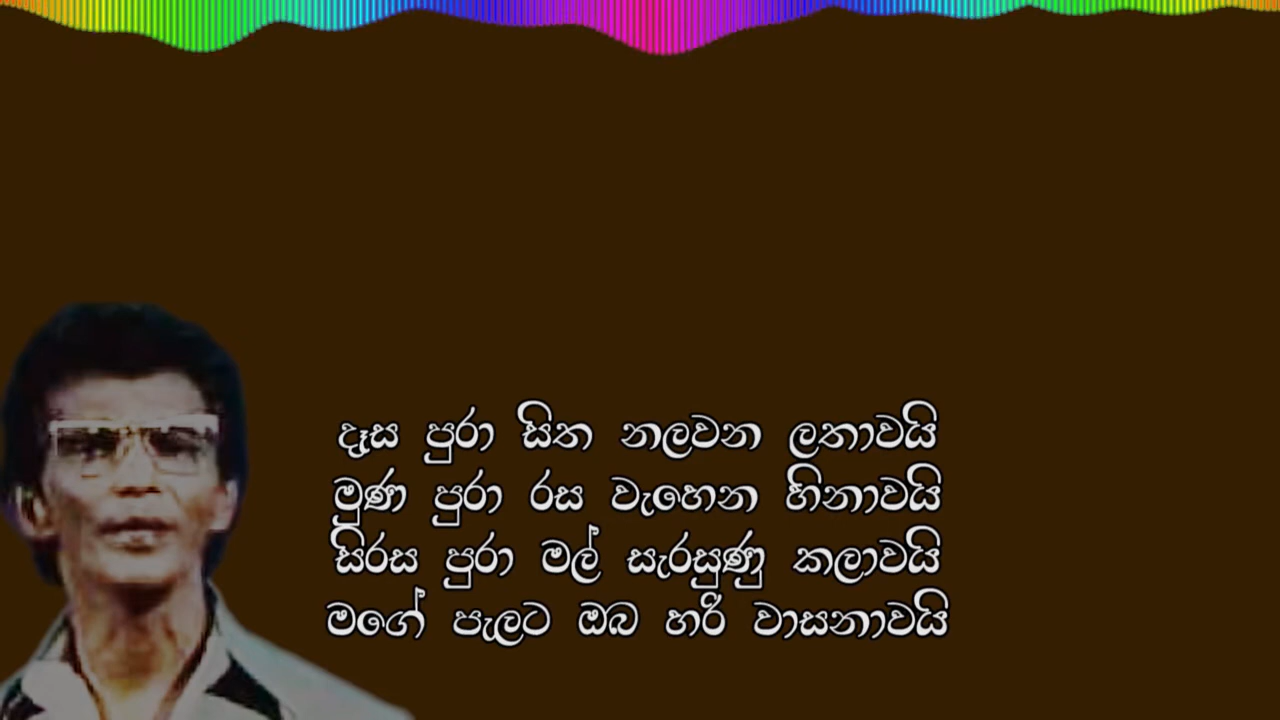 දෑස පුරා සිත නලවන ලතාවයි
මුණ පුරා රස වැහෙන හිනාවයි
සිරස පුරා මල් සැරසුණු කලාවයි
මගේ පැලට ඔබ හරි වාසනාවයි